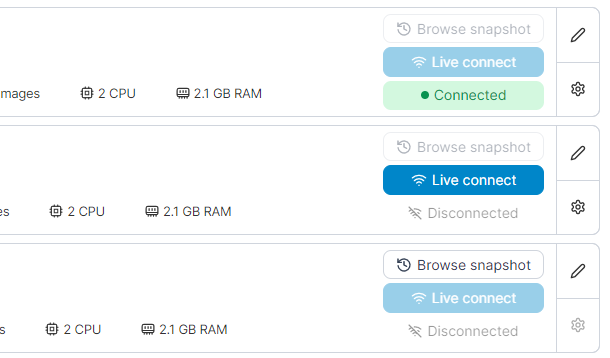 Browse snapshot
Live connect
mages 2 CPU 2.1 GB RAM
Connected
Browse snapshot
Live connect
es 2 CPU 2.1 GB RAM
Disconnected
Browse snapshot
Live connect
s 2 CPU 2.1 GB RAM
Disconnected